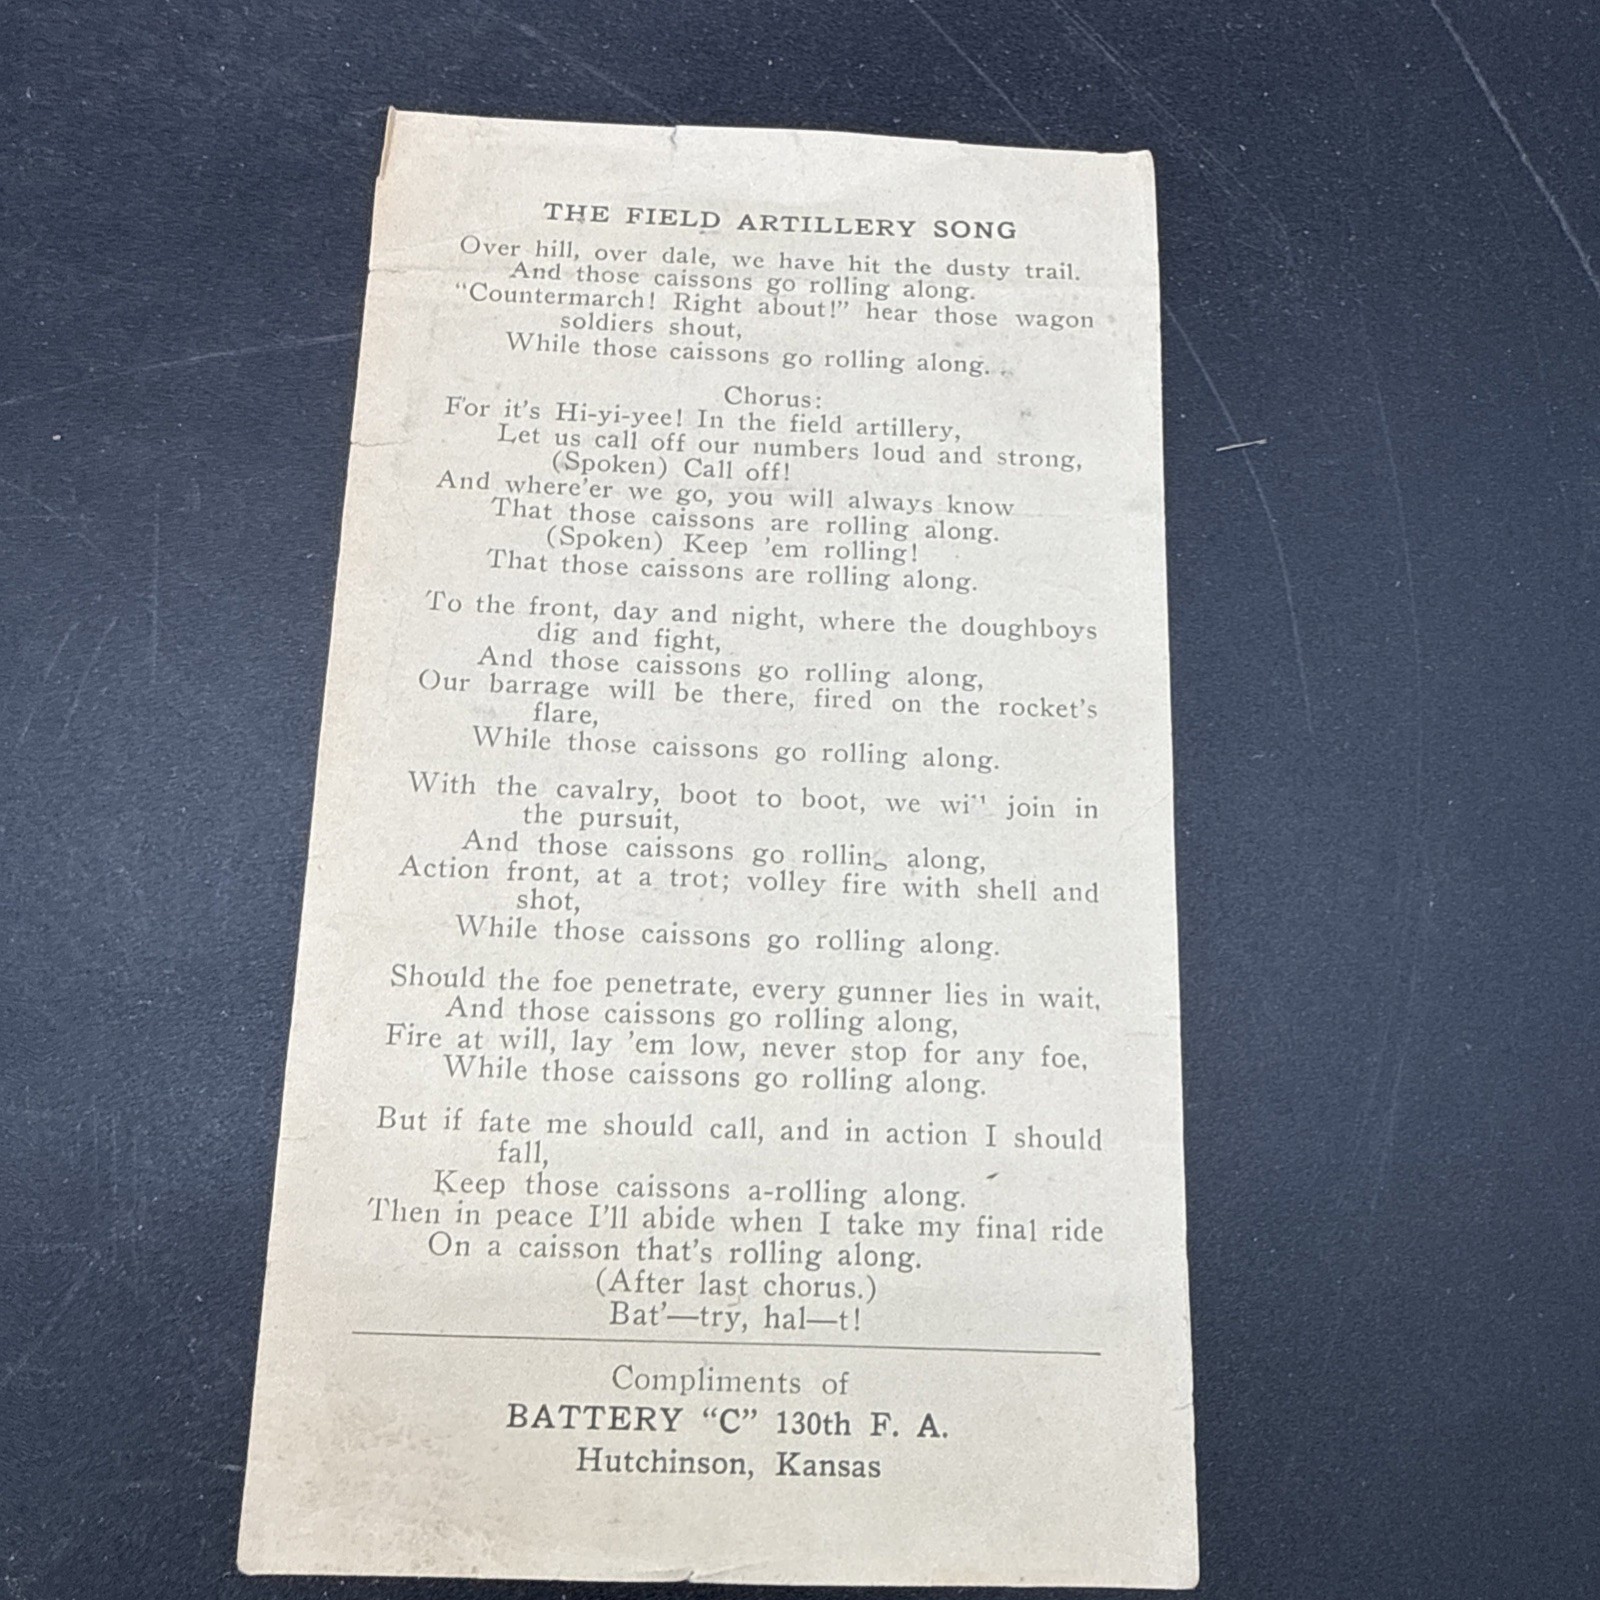 THE FIELD ARTILLERY SONG
Over hill, over dale, we have hit the dusty trail.
And those caissons go rolling along.
"Countermarch! Right about!" hear those wagon
soldiers shout,
While those caissons go rolling along.
Chorus:
For it's Hi-yi-yee! In the field artillery,
Let us call off our numbers loud and strong,
(Spoken) Call off!
And where'er we go, you will always know
That those caissons are rolling along.
(Spoken) Keep 'em rolling!
That those caissons are rolling along.
To the front, day and night, where the doughboys
dig and fight,
And those caissons go rolling along,
Our barrage will be there, fired on the rocket's
flare,
While those caissons go rolling along.
With the cavalry, boot to boot, we will join in
the pursuit,
And those caissons go rolling along,
Action front, at a trot; volley fire with shell and
shot,
While those caissons go rolling along.
Should the foe penetrate, every gunner lies in wait,
And those caissons go rolling along,
Fire at will, lay 'em low, never stop for any foe,
While those caissons go rolling along.
But if fate me should call, and in action I should
fall,
Keep those caissons a-rolling along.
Then in peace I'll abide when I take my final ride
On a caisson that's rolling along.
(After last chorus.)
Bat'—try, hal—t!
Compliments of
BATTERY "C" 130th F. A.
Hutchinson, Kansas